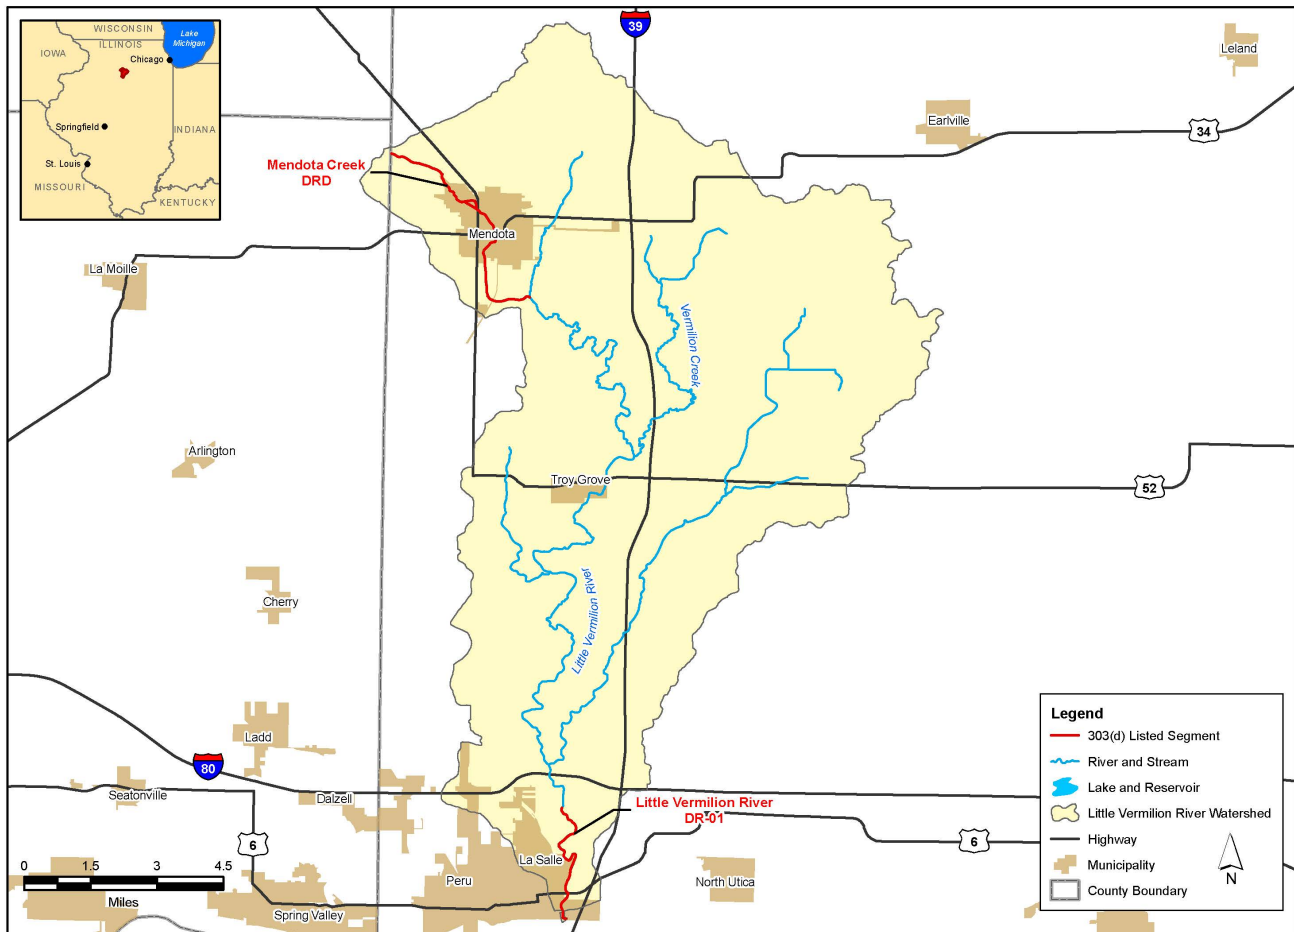 WISCONSIN
ILLINOIS
Lake
Michigan
IOWA
Chicago
Springfield
INDIANA
St. Louis
MISSOURI
KENTUCKY
39
Leland
Earlville
34
Mendota Creek
DRD
Mendota
La Moille
Vermilion Creek
Arlington
Troy Grove
52
Cherry
Little Vermilion River
Ladd
80
Seatonville
Dalzell
Little Vermilion River
DR-01
6
6
La Salle
Peru
North Utica
Spring Valley
0 1.5 3 4.5
Miles
Legend
303(d) Listed Segment
River and Stream
Lake and Reservoir
Little Vermilion River Watershed
Highway
Municipality
County Boundary
N